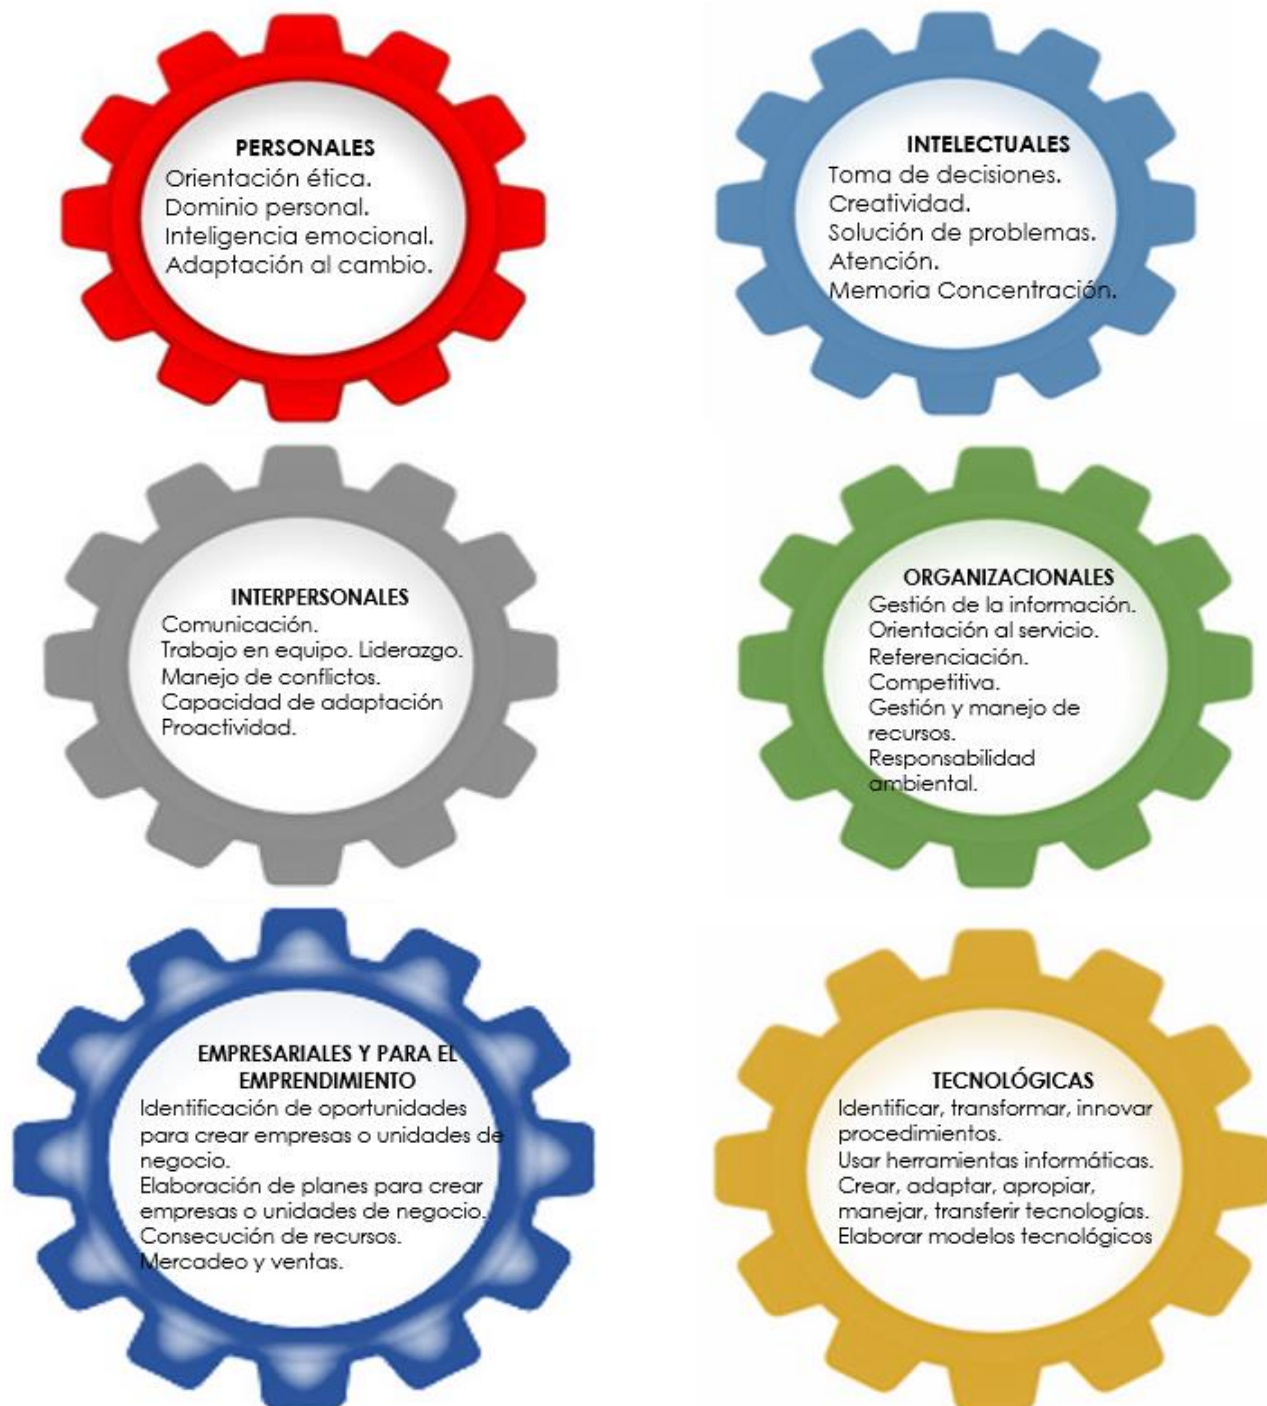 PERSONALES
Orientación ética.
Dominio personal.
Inteligencia emocional.
Adaptación al cambio.
INTELECTUALES
Toma de decisiones.
Creatividad.
Solución de problemas.
Atención.
Memoria Concentración.
INTERPERSONALES
Comunicación.
Trabajo en equipo. Liderazgo.
Manejo de conflictos.
Capacidad de adaptación
Proactividad.
ORGANIZACIONALES
Gestión de la información.
Orientación al servicio.
Referenciación.
Competitiva.
Gestión y manejo de
recursos.
Responsabilidad
ambiental.
EMPRESARIALES Y PARA EL
EMPRENDIMIENTO
Identificación de oportunidades
para crear empresas o unidades de
negocio.
Elaboración de planes para crear
empresas o unidades de negocio.
Consecución de recursos.
Mercadeo y ventas.
TECNOLÓGICAS
Identificar, transformar, innovar
procedimientos.
Usar herramientas informáticas.
Crear, adaptar, apropiar,
manejar, transferir tecnologías.
Elaborar modelos tecnológicos